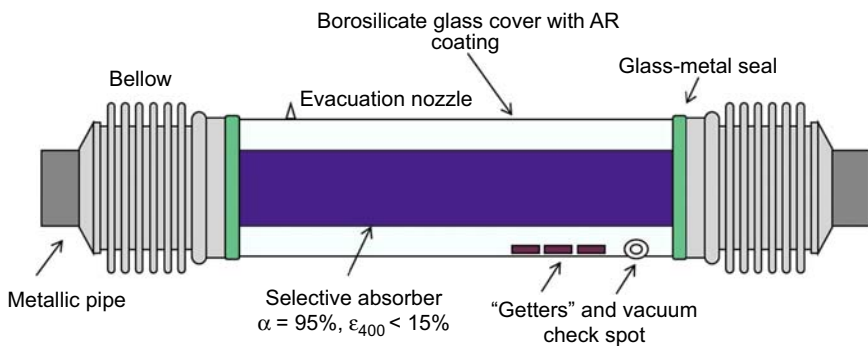 Borosilicate glass cover with AR
coating
Glass-metal seal
Bellow
Evacuation nozzle
Metallic pipe
Selective absorber
α = 95%, ε₄₀₀ < 15%
“Getters” and vacuum
check spot